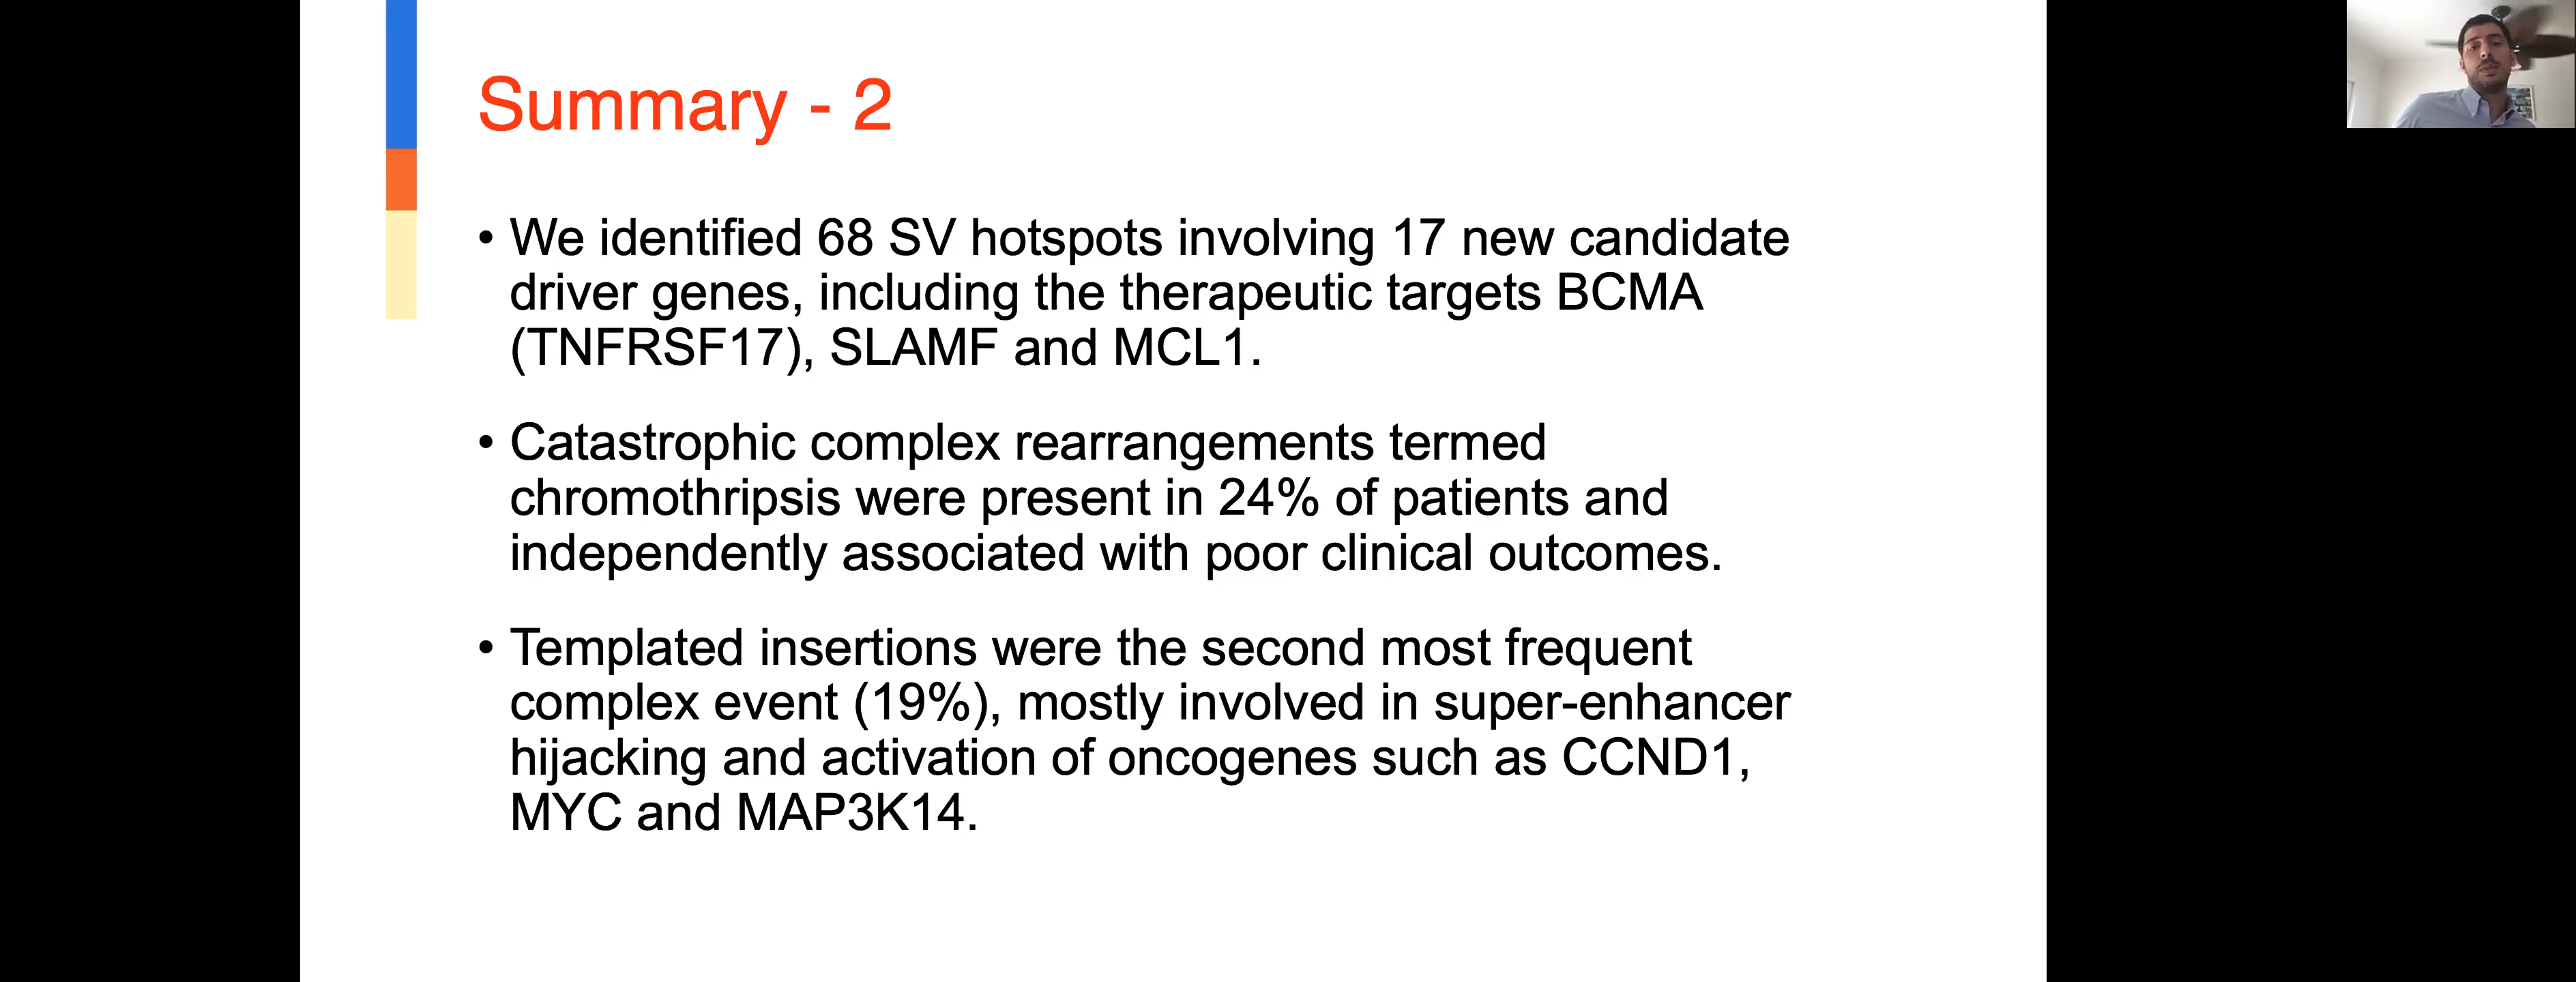 Summary - 2
• We identified 68 SV hotspots involving 17 new candidate
driver genes, including the therapeutic targets BCMA
(TNFRSF17), SLAMF and MCL1.
• Catastrophic complex rearrangements termed
chromothripsis were present in 24% of patients and
independently associated with poor clinical outcomes.
• Templated insertions were the second most frequent
complex event (19%), mostly involved in super-enhancer
hijacking and activation of oncogenes such as CCND1,
MYC and MAP3K14.